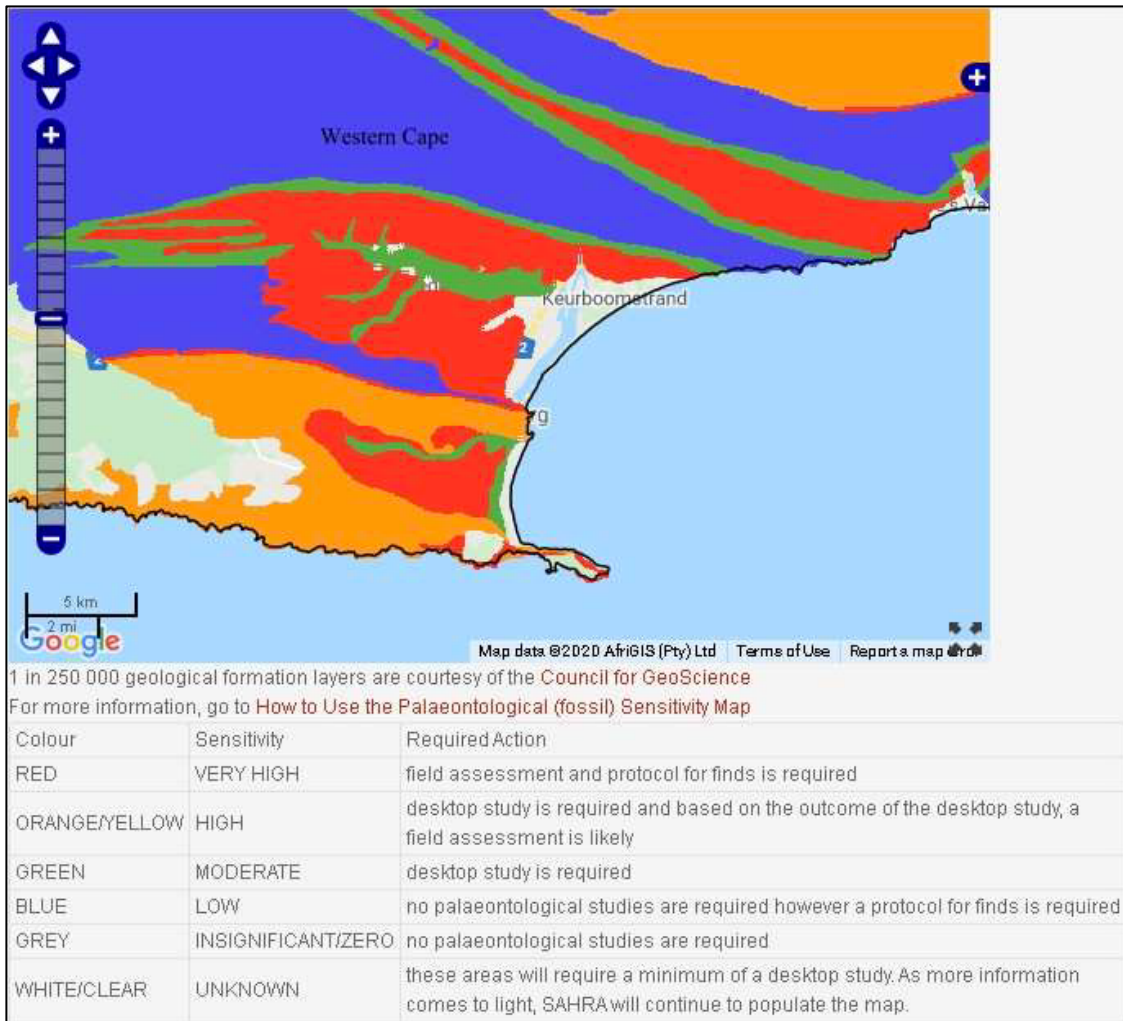 Western Cape
s Va
Keurboomstrand
2
2
g
5 km
2 mi
Google
Map data ©2020 AfriGIS (Pty) Ltd Terms of Use Report a map error
1 in 250 000 geological formation layers are courtesy of the Council for GeoScience
For more information, go to How to Use the Palaeontological (fossil) Sensitivity Map
Colour Sensitivity Required Action
RED VERY HIGH field assessment and protocol for finds is required
ORANGE/YELLOW HIGH desktop study is required and based on the outcome of the desktop study, a
field assessment is likely
GREEN MODERATE desktop study is required
BLUE LOW no palaeontological studies are required however a protocol for finds is required
GREY INSIGNIFICANT/ZERO no palaeontological studies are required
WHITE/CLEAR UNKNOWN these areas will require a minimum of a desktop study. As more information
comes to light, SAHRA will continue to populate the map.